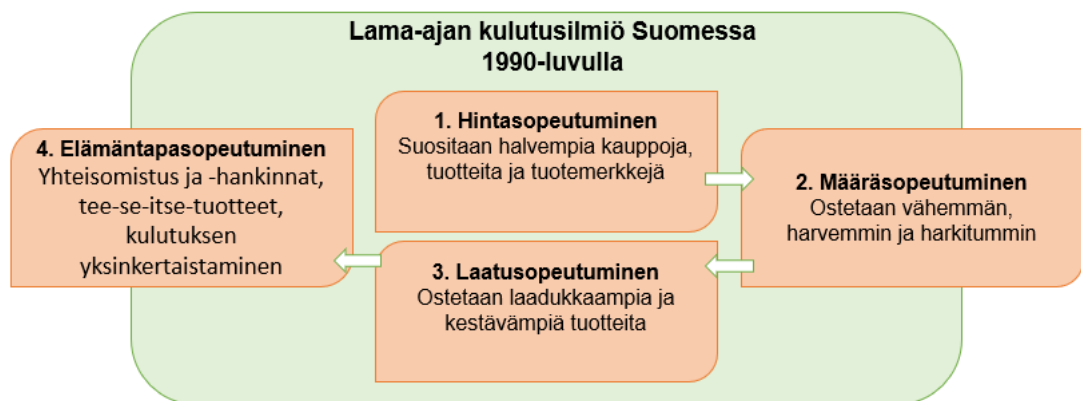 Lama-ajan kulutusilmiö Suomessa
1990-luvulla
1. Hintasopeutuminen
Suositaan halvempia kauppoja,
tuotteita ja tuotemerkkejä
2. Määräsopeutuminen
Ostetaan vähemmän,
harvemmin ja harkitummin
3. Laatusopeutuminen
Ostetaan laadukkaampia ja
kestävämpiä tuotteita
4. Elämäntapasopeutuminen
Yhteisomistus ja -hankinnat,
tee-se-itse-tuotteet,
kulutuksen
yksinkertaistaminen